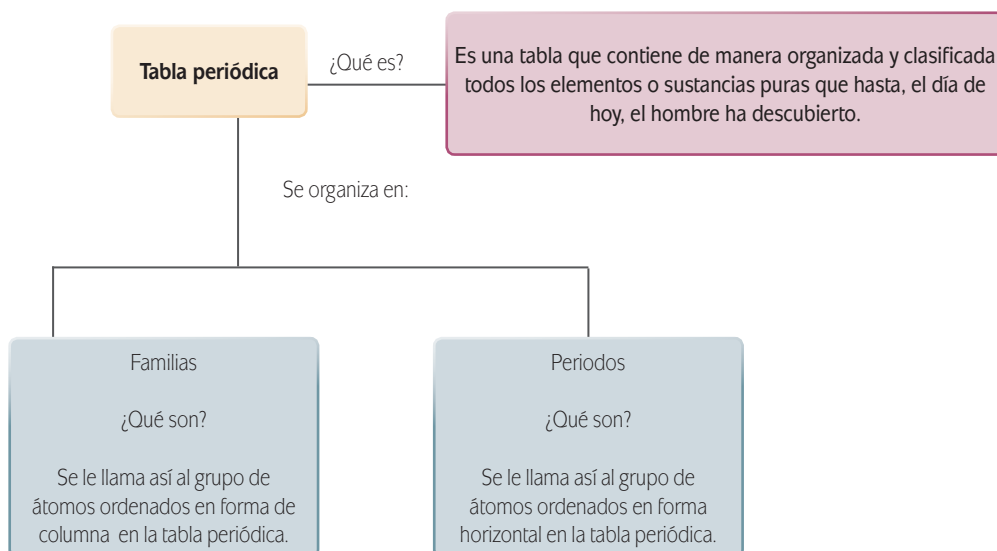 Tabla periódica
¿Qué es?
Es una tabla que contiene de manera organizada y clasificada
todos los elementos o sustancias puras que hasta, el día de
hoy, el hombre ha descubierto.
Se organiza en:
Familias
¿Qué son?
Se le llama así al grupo de
átomos ordenados en forma de
columna en la tabla periódica.
Periodos
¿Qué son?
Se le llama así al grupo de
átomos ordenados en forma
horizontal en la tabla periódica.